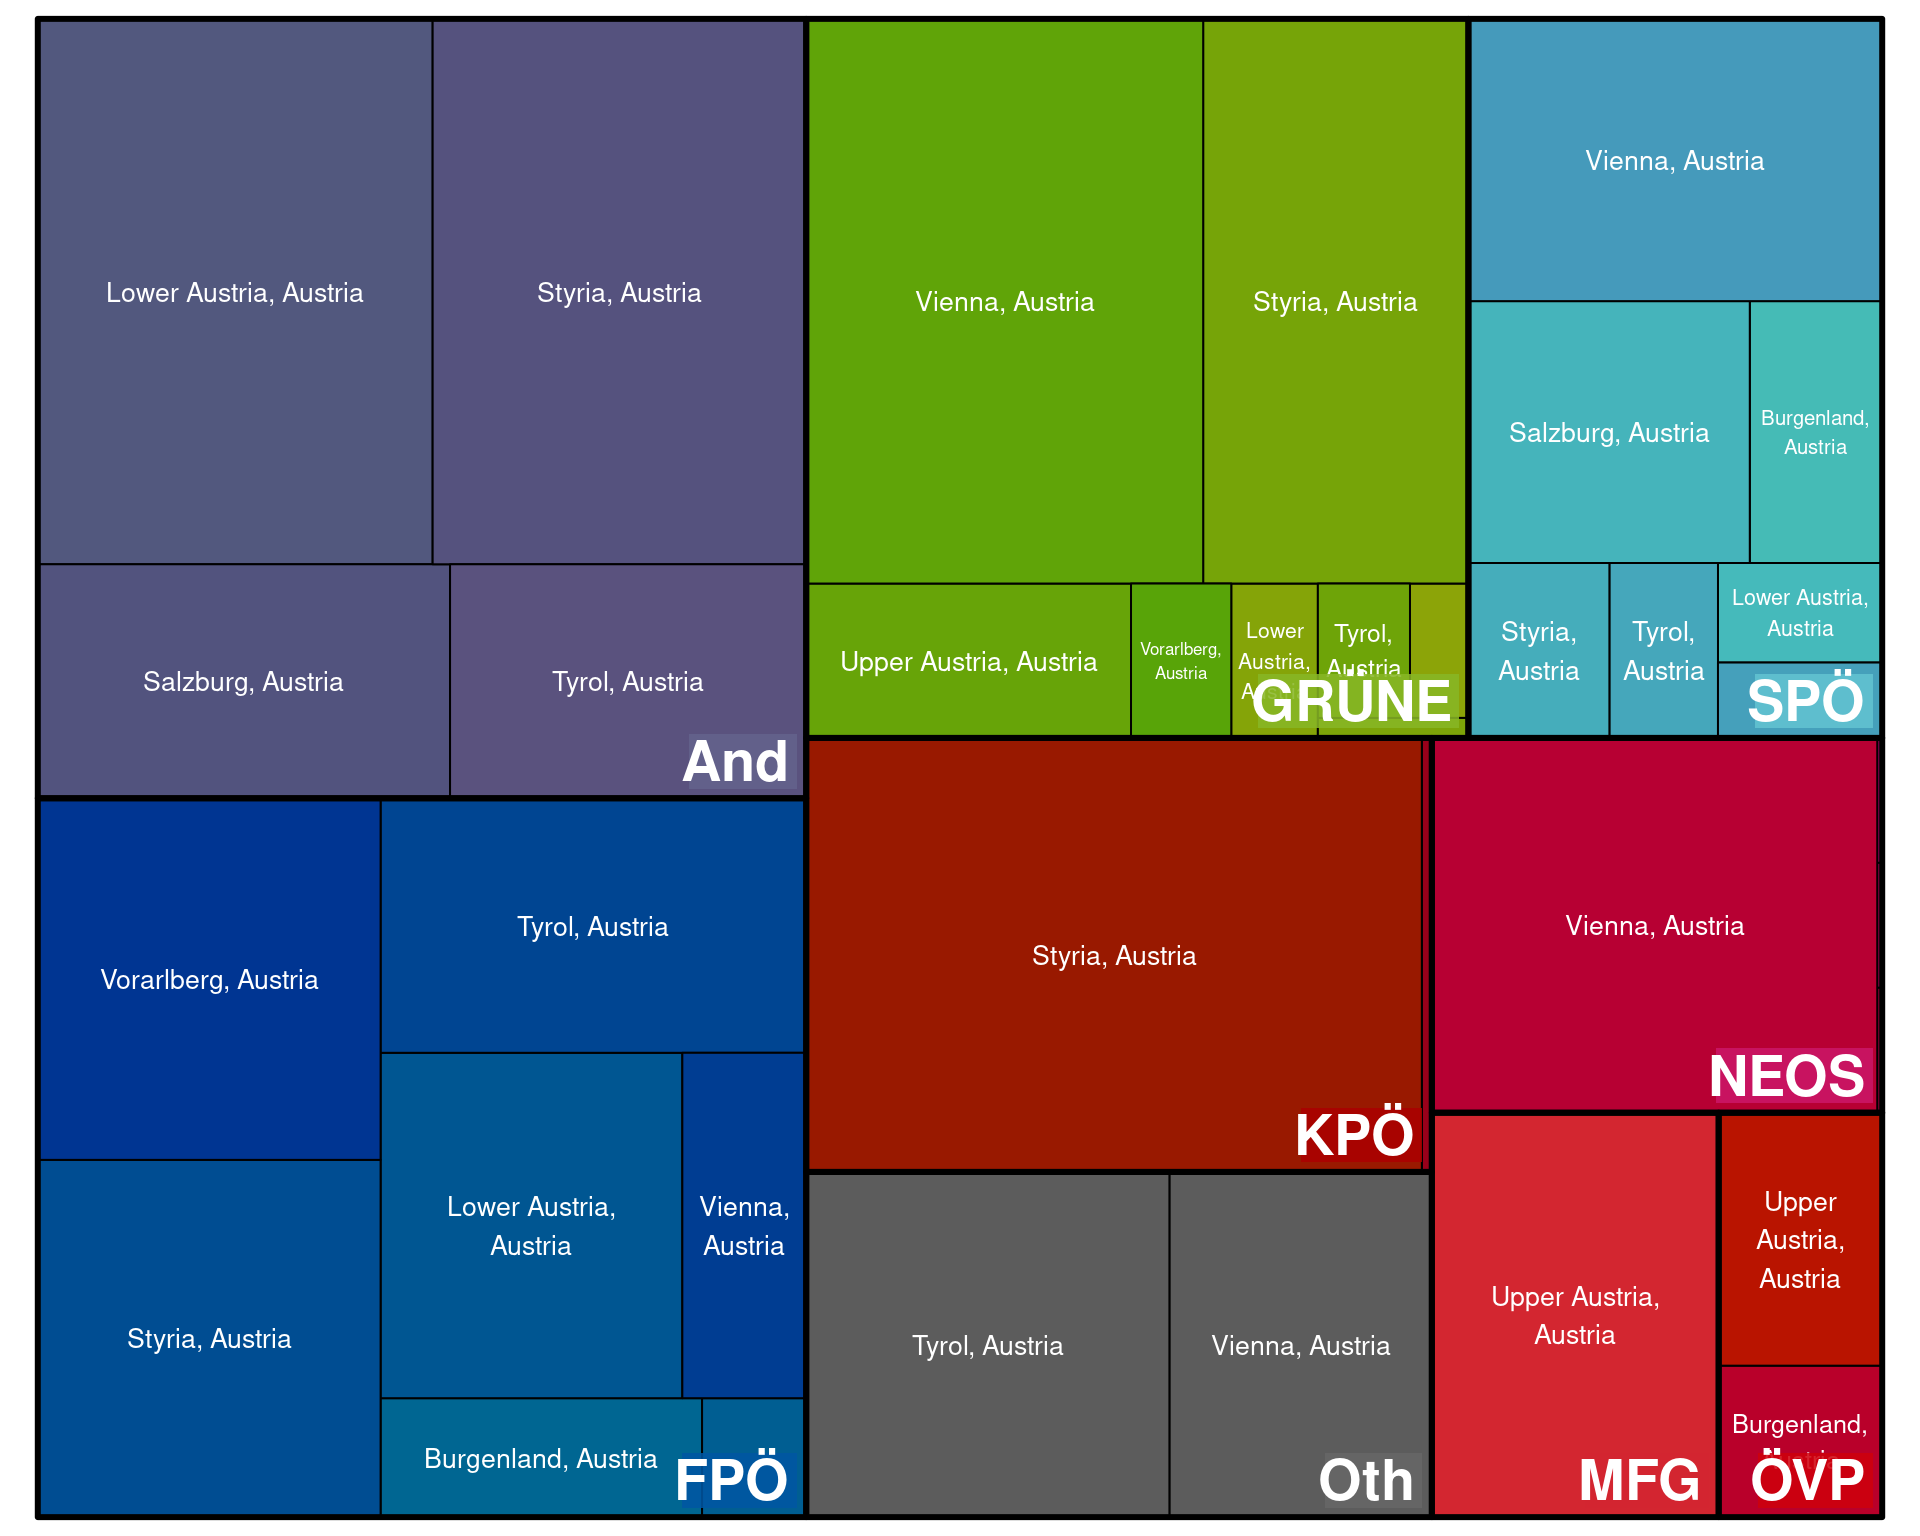 Lower Austria, Austria
Styria, Austria
Salzburg, Austria
Tyrol, Austria
And
Vienna, Austria
Styria, Austria
Upper Austria, Austria
Vorarlberg,
Austria
Lower
Austria,
Tyrol,
Austria
GRÜNE
Vienna, Austria
Salzburg, Austria
Burgenland,
Austria
Styria,
Austria
Tyrol,
Austria
Lower Austria,
Austria
SPÖ
Vorarlberg, Austria
Tyrol, Austria
Styria, Austria
Lower Austria,
Austria
Vienna,
Austria
Burgenland, Austria
FPÖ
Styria, Austria
KPÖ
Vienna, Austria
NEOS
Tyrol, Austria
Vienna, Austria
Oth
Upper Austria,
Austria
MFG
Upper
Austria,
Austria
Burgenland,
ÖVP